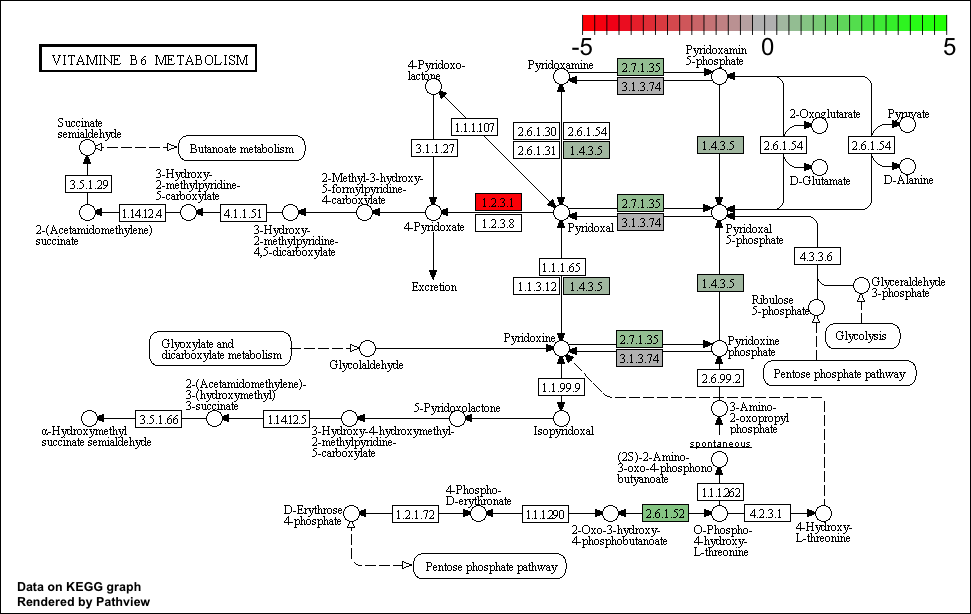 -5
0
5
VITAMINE B6 METABOLISM
4-Pyridoxo-
lactone
Pyridoxamine
2.7.1.35
3.1.3.74
Pyridoxamin
5-phosphate
Succinate
semialdehyde
Butanoate metabolism
1.1.1.107
3.1.1.27
2.6.1.30
2.6.1.54
2.6.1.31
1.4.3.5
1.4.3.5
2-Oxoglutarate
2.6.1.54
D-Glutamate
Pyruvate
2.6.1.54
D-Alanine
3.5.1.29
3-Hydroxy-
2-methylpyridine-
5-carboxylate
2-Methyl-3-hydroxy-
5-formylpyridine-
4-carboxylate
1.14.12.4
4.1.1.51
1.2.3.1
1.2.3.8
2.7.1.35
3.1.3.74
2-(Acetamidomethylene)
succinate
3-Hydroxy-
2-methylpyridine-
4,5-dicarboxylate
4-Pyridoxate
Pyridoxal
Pyridoxal
5-phosphate
Excretion
1.1.1.65
1.1.3.12
1.4.3.5
1.4.3.5
4.3.3.6
Glyceraldehyde
3-phosphate
Ribulose
5-phosphate
Glycolysis
Pentose phosphate pathway
Glyoxylate and
dicarboxylate metabolism
Glycolaldehyde
Pyridoxine
2.7.1.35
3.1.3.74
Pyridoxine
phosphate
2.6.99.2
1.1.99.9
2-(Acetamidomethylene)-
3-(hydroxymethyl)
3-succinate
3.5.1.66
1.14.12.5
5-Pyridoxolactone
Isopyridoxal
3-Amino-
2-oxopropyl
phosphate
α-Hydroxymethyl
succinate semialdehyde
3-Hydroxy-4-hydroxymethyl-
2-methylpyridine-
5-carboxylate
spontaneous
(2S)-2-Amino-
3-oxo-4-phosphono
butyanoate
1.1.1.262
D-Erythrose
4-phosphate
1.2.1.72
4-Phospho-
D-erythronate
1.1.1.290
2-Oxo-3-hydroxy-
4-phosphobutanoate
2.6.1.52
O-Phospho-
4-hydroxy-
L-threonine
4.2.3.1
4-Hydroxy-
L-threonine
Pentose phosphate pathway
Data on KEGG graph
Rendered by Pathview